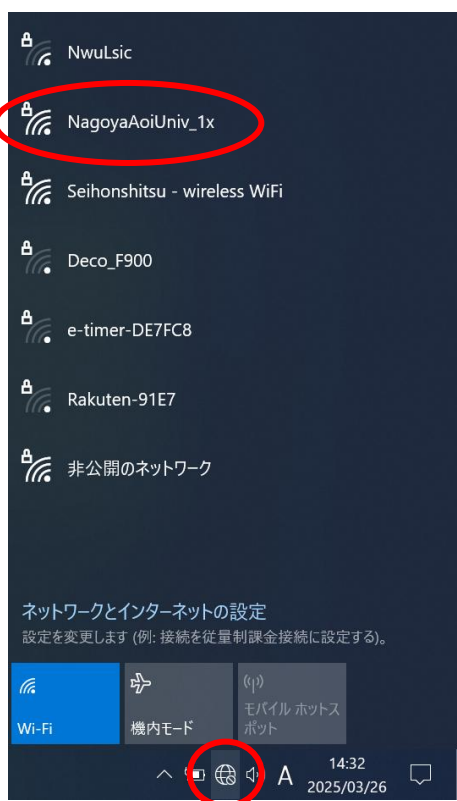 NwuLsic
NagoyaAoiUniv_1x
Seihonshitsu - wireless WiFi
Deco_F900
e-timer-DE7FC8
Rakuten-91E7
非公開のネットワーク
ネットワークとインターネットの設定
設定を変更します (例: 接続を従量制課金接続に設定する)。
Wi-Fi
機内モード
モバイル ホットス
ポット
A
14:32
2025/03/26